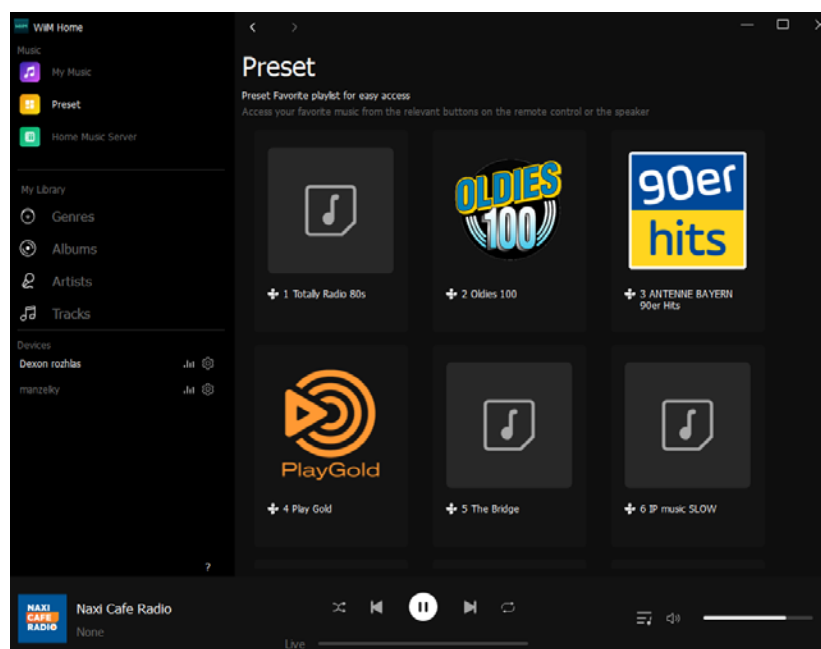 WiiM Home
Music
My Music
Preset
Home Music Server
My Library
Genres
Albums
Artists
Tracks
Devices
Dexon rozhlas
manzelky
?
Preset
Preset Favorite playlist for easy access
Access your favorite music from the relevant buttons on the remote control or the speaker
OLDIES
100
90er
hits
1 Totally Radio 80s
2 Oldies 100
3 ANTENNE BAYERN
90er Hits
PlayGold
4 Play Gold
5 The Bridge
6 IP music SLOW
NAXI
CAFE
RADIO
Naxi Cafe Radio
None
Live